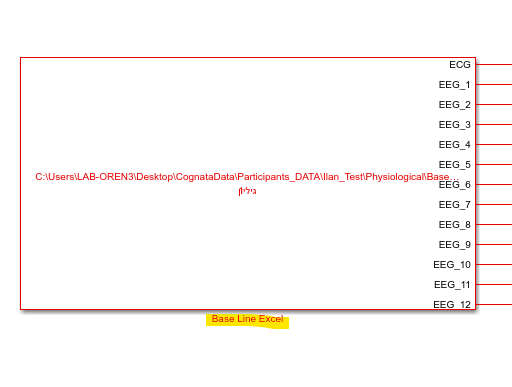 ECG
EEG_1
EEG_2
EEG_3
EEG_4
EEG_5
C:\Users\LAB-OREN3\Desktop\CognataData\Participants_DATA\Ilan_Test\Physiological\Base...
EEG_6
גיליון
EEG_7
EEG_8
EEG_9
EEG_10
EEG_11
EEG_12
Base Line Excel